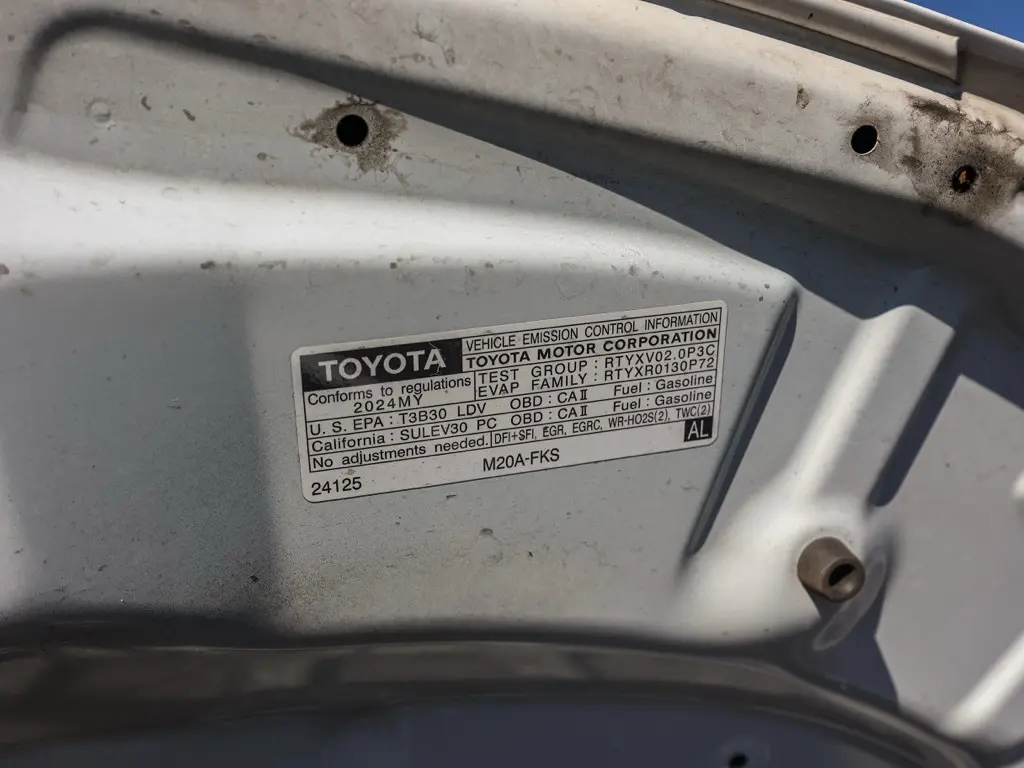 TOYOTA
VEHICLE EMISSION CONTROL INFORMATION
TOYOTA MOTOR CORPORATION
Conforms to regulations
2024MY
TEST GROUP : RTYXV02.0P3C
EVAP FAMILY : RTYXR0130P72
U. S. EPA : T3B30 LDV OBD : CAⅡ Fuel : Gasoline
California : SULEV30 PC OBD : CAⅡ Fuel : Gasoline
No adjustments needed. DFI+SFI, EGR, EGRC, WR-HO2S(2), TWC(2)
M20A-FKS AL
24125